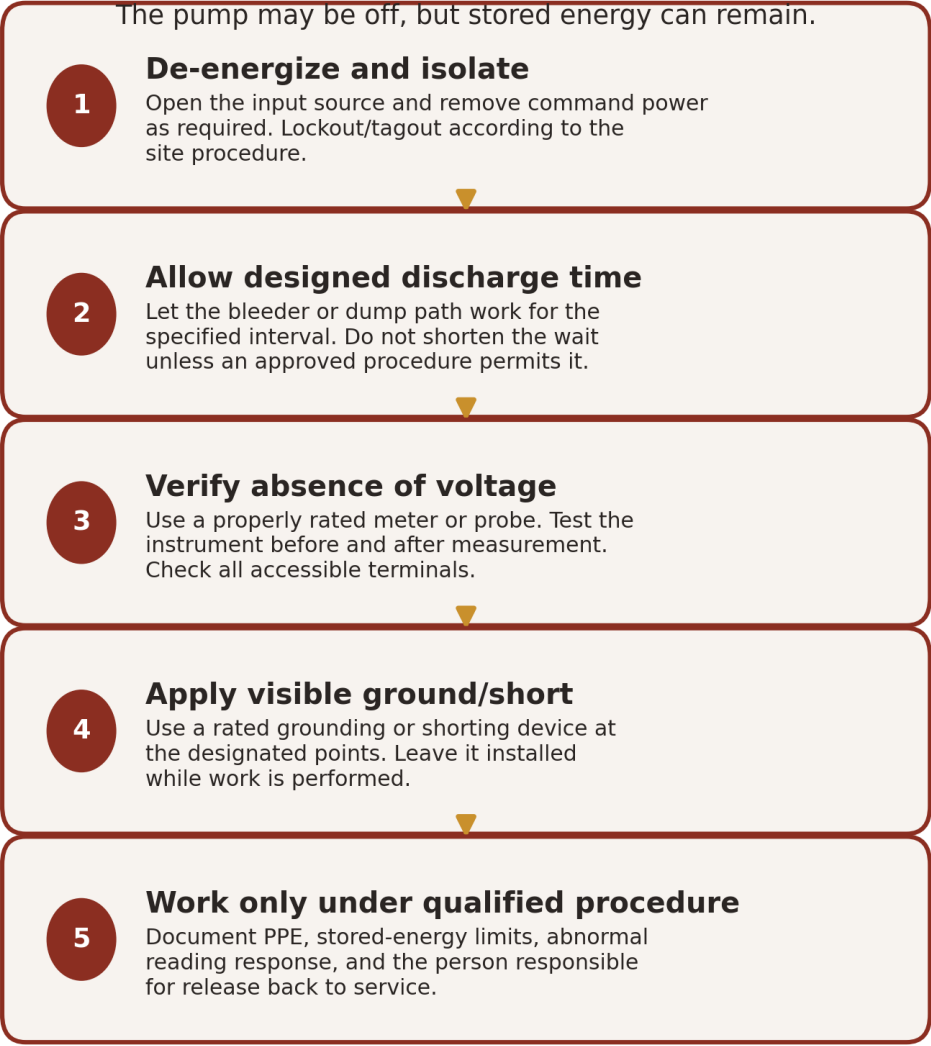 The pump may be off, but stored energy can remain.
De-energize and isolate
1
Open the input source and remove command power
as required. Lockout/tagout according to the
site procedure.
Allow designed discharge time
2
Let the bleeder or dump path work for the
specified interval. Do not shorten the wait
unless an approved procedure permits it.
Verify absence of voltage
3
Use a properly rated meter or probe. Test the
instrument before and after measurement.
Check all accessible terminals.
Apply visible ground/short
4
Use a rated grounding or shorting device at
the designated points. Leave it installed
while work is performed.
Work only under qualified procedure
5
Document PPE, stored-energy limits, abnormal
reading response, and the person responsible
for release back to service.